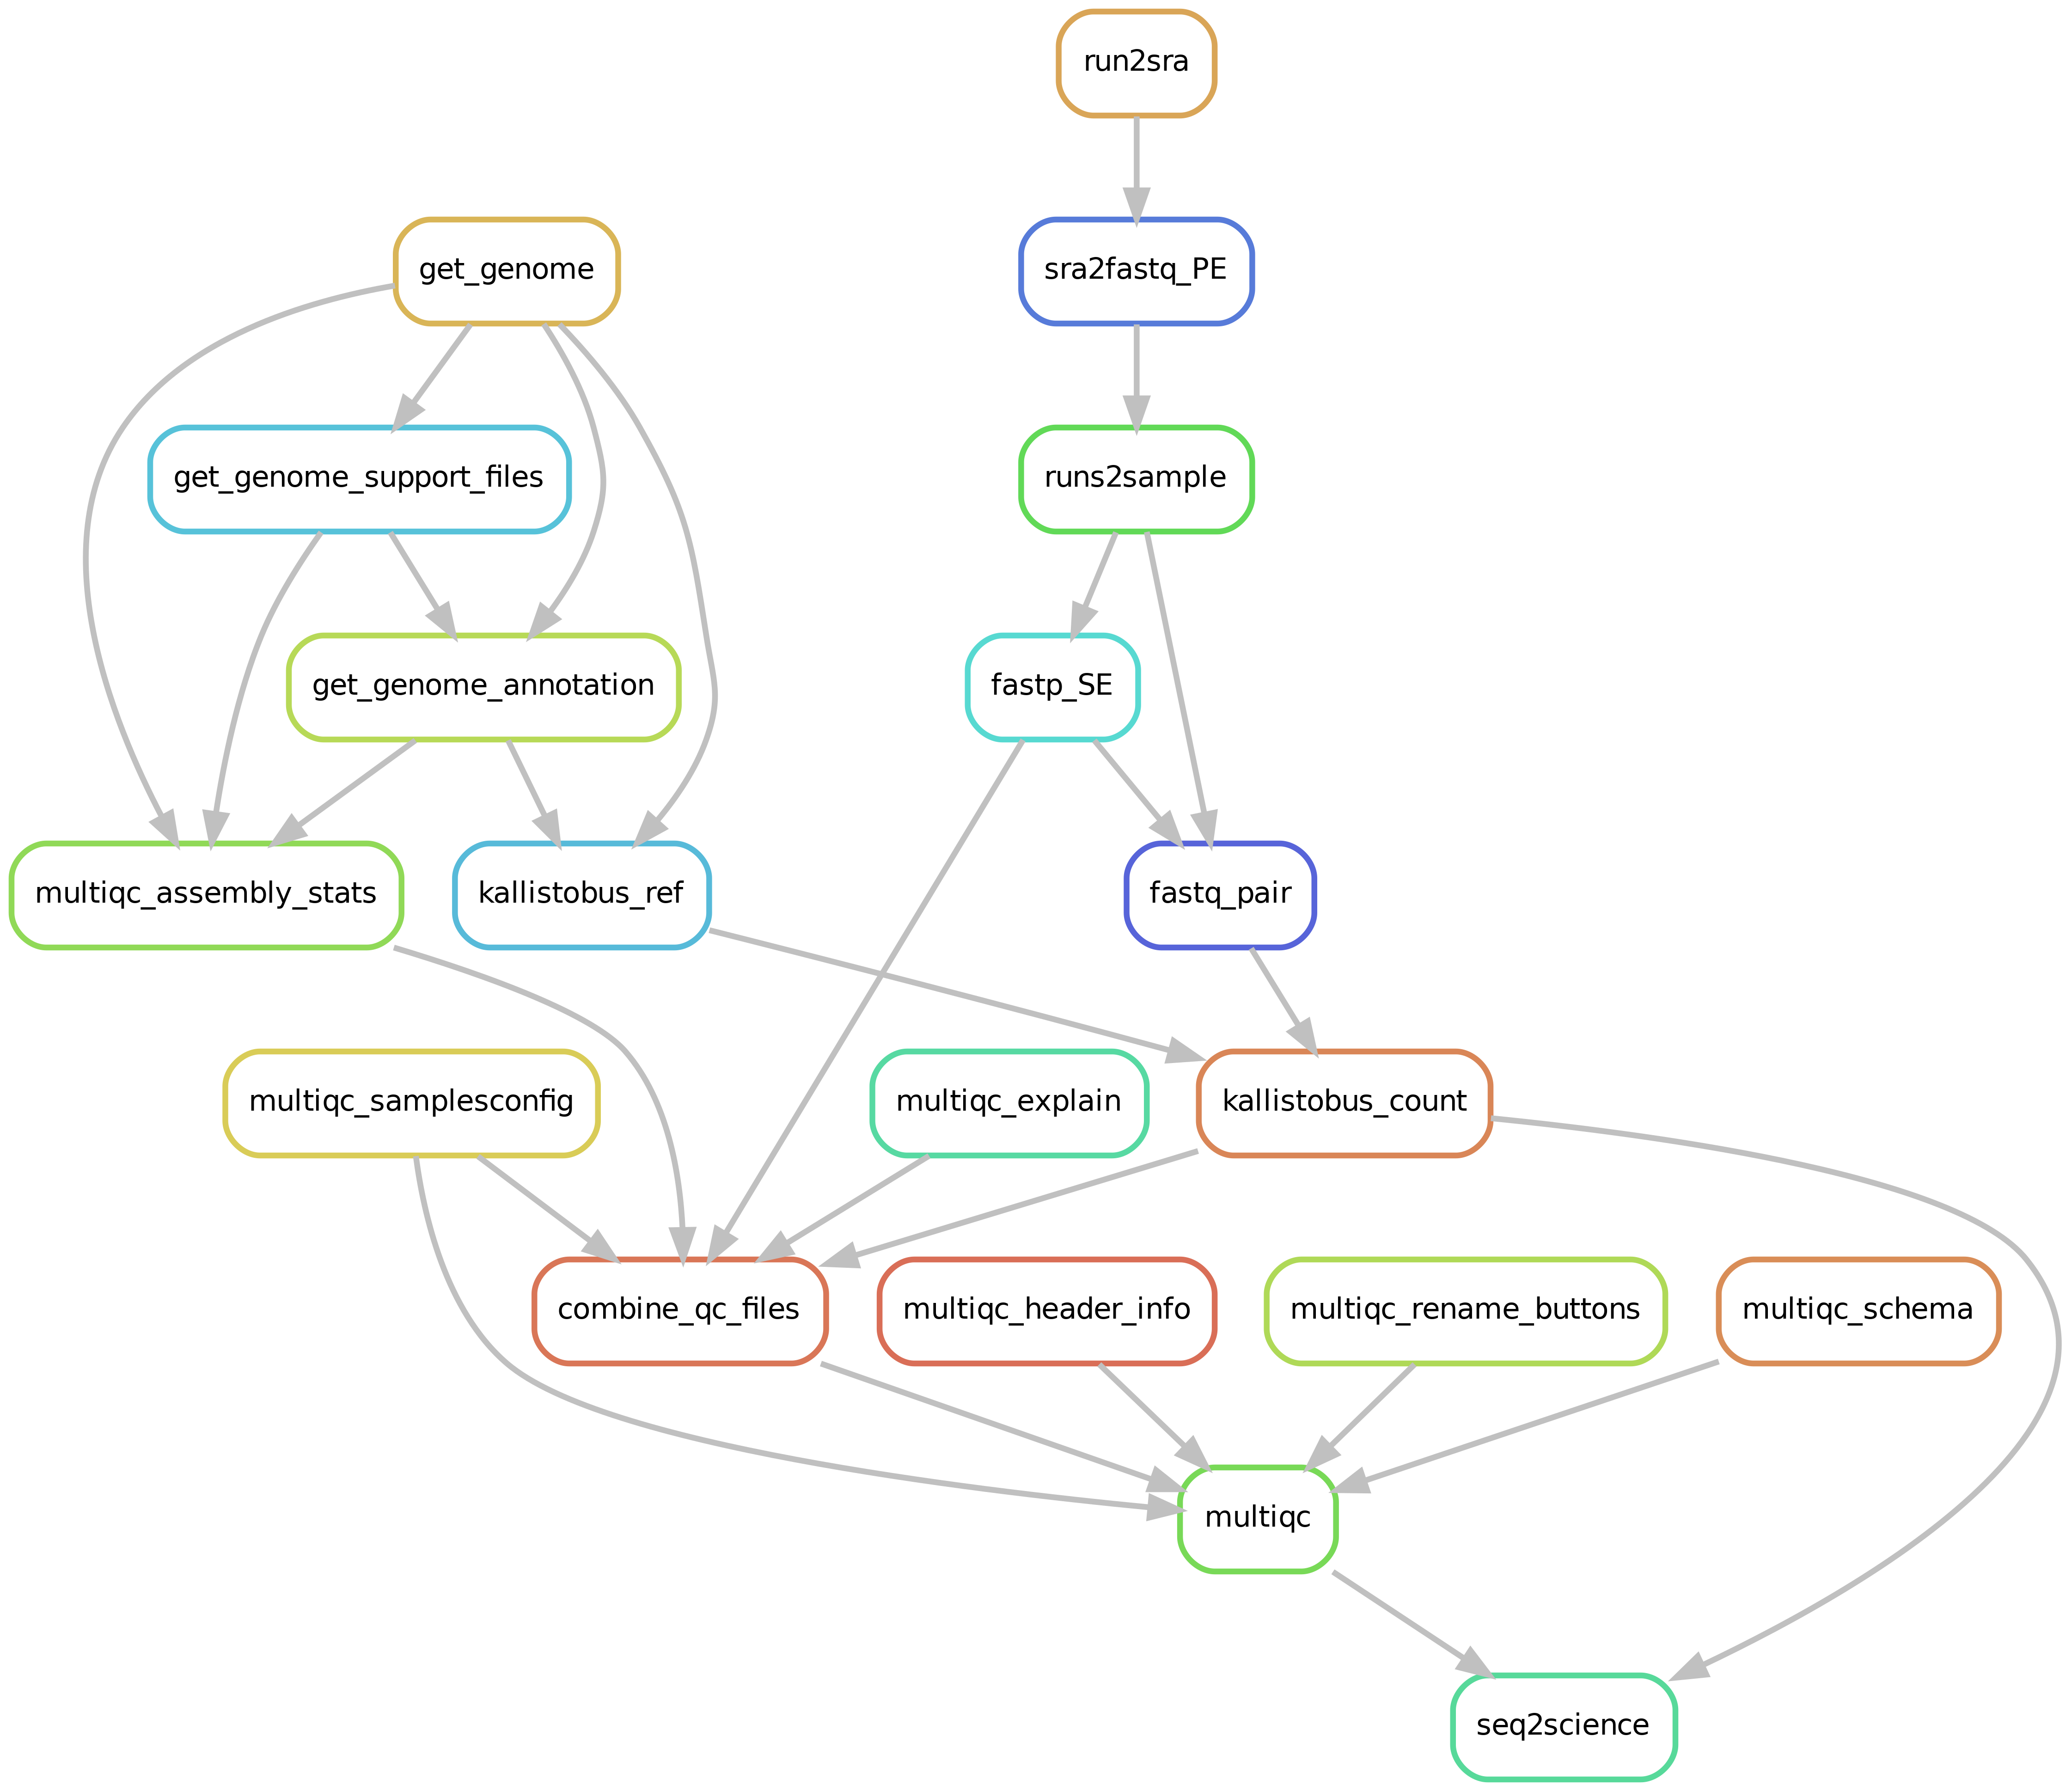 run2sra
get_genome
sra2fastq_PE
get_genome_support_files
runs2sample
get_genome_annotation
fastp_SE
multiqc_assembly_stats
kallistobus_ref
fastq_pair
multiqc_samplesconfig
multiqc_explain
kallistobus_count
combine_qc_files
multiqc_header_info
multiqc_rename_buttons
multiqc_schema
multiqc
seq2science